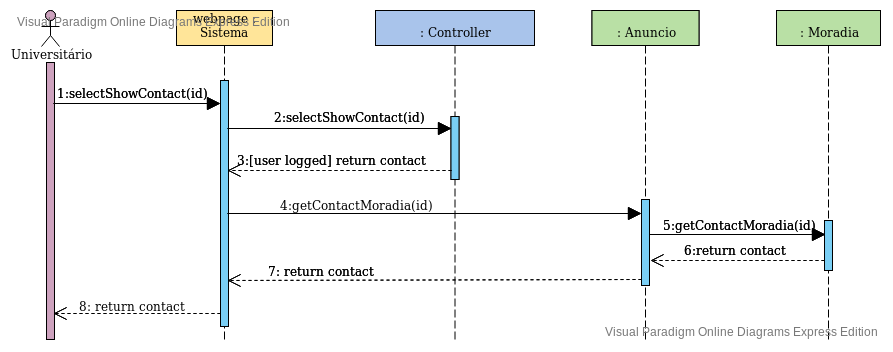 Visual Paradigm Online Diagrams Express Edition
webpage
Sistema
: Controller
: Anuncio
: Moradia
Universitário
1:selectShowContact(id)
2:selectShowContact(id)
3:[user logged] return contact
4:getContactMoradia(id)
5:getContactMoradia(id)
6:return contact
7: return contact
8: return contact
Visual Paradigm Online Diagrams Express Edition